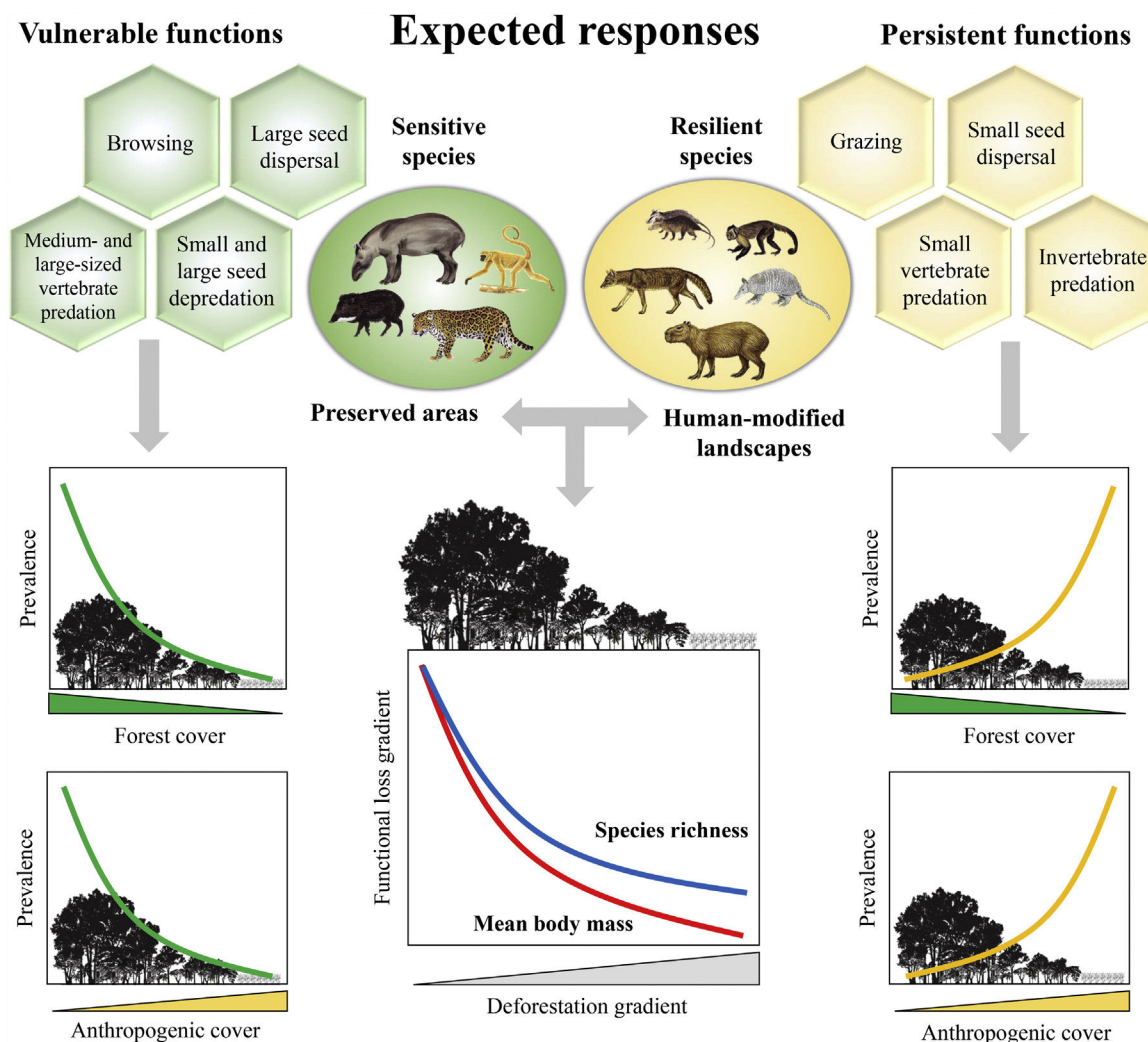 Vulnerable functions
Expected responses
Persistent functions
Browsing
Large seed
dispersal
Medium- and
large-sized
vertebrate
predation
Small and
large seed
depredation
Sensitive
species
Resilient
species
Grazing
Small seed
dispersal
Small
vertebrate
predation
Invertebrate
predation
Preserved areas
Human-modified
landscapes
Prevalence
Forest cover
Prevalence
Anthropogenic cover
Functional loss gradient
Species richness
Mean body mass
Deforestation gradient
Prevalence
Forest cover
Prevalence
Anthropogenic cover